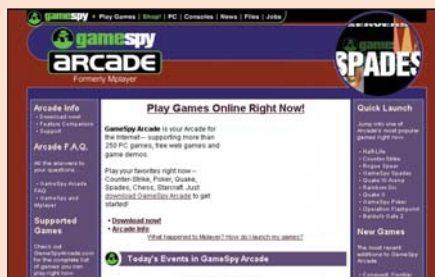 gamespy • Play Games | Shop! | PC | Consoles | News | Files | Jobs
gamespy
ARCADE
Formerly Mplayer
SERVERS
games
SPADES
Arcade Info
• Download now!
• Feature Comparison
• Support
Arcade F.A.Q.
All the answers to
your questions...
• GameSpy Arcade
FAQ
• GameSpy and
Mplayer
Supported
Games
Check out
GameSpyArcade.com
for the complete list
of games you can
play right now
Play Games Online Right Now!
GameSpy Arcade is your Arcade for
the Internet-- supporting more than
250 PC games, free web games and
game demos.
Play your favorites right now--
Counter-Strike, Poker, Quake,
Spades, Chess, Starcraft. Just
download GameSpy Arcade to get
started!
• Download now!
• Arcade Info
What happened to Mplayer? How do I launch my games?
Today's Events in GameSpy Arcade
Quick Launch
Jump into one of
Arcade's most popular
games right now
• Half-Life
• Counter-Strike
• Rogue Spear
• GameSpy Spades
• Quake III Arena
• Rainbow Six
• Quake II
• GameSpy Poker
• Operation Flashpoint
• Baldur's Gate 2
New Games
The most recent
additions to GameSpy
Arcade
• Conquest: Frontier